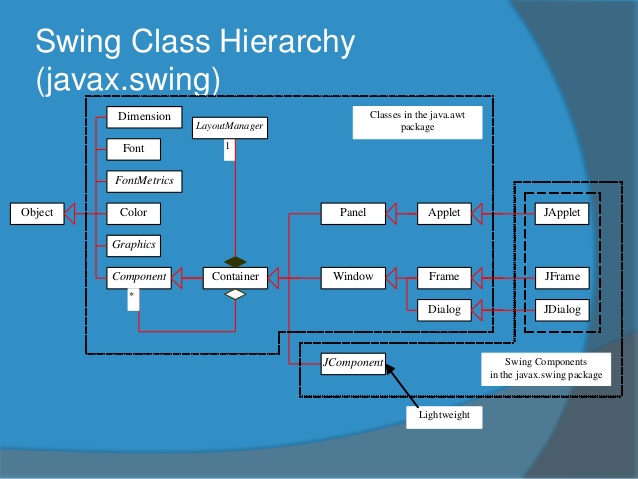 Swing Class Hierarchy
(javax.swing)
Dimension
LayoutManager
Classes in the java.awt
package
1
Font
FontMetrics
Object
Color
Panel
Applet
JApplet
Graphics
Component
Container
Window
Frame
JFrame
*
Dialog
JDialog
JComponent
Swing Components
in the javax.swing package
Lightweight